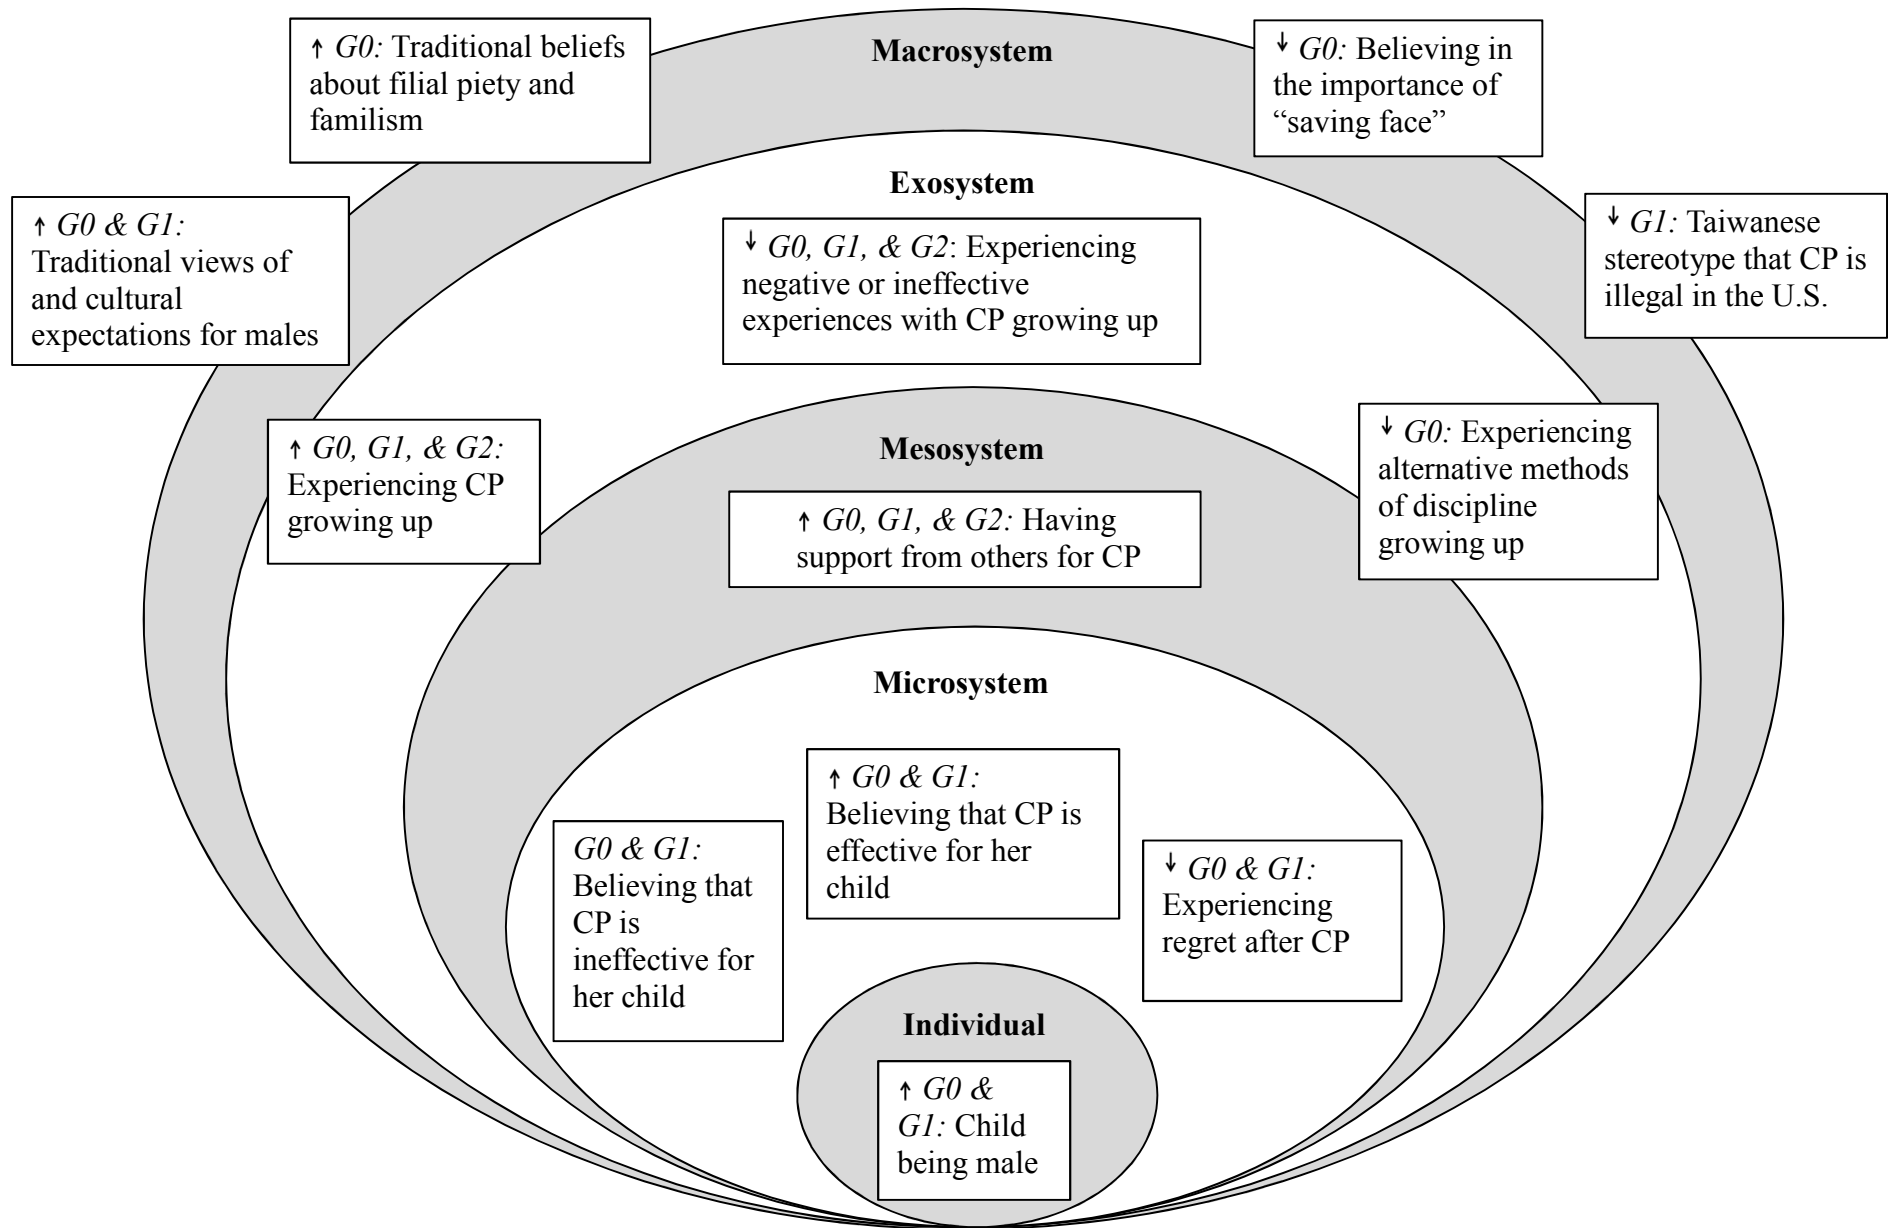 Macrosystem
↑ G0: Traditional beliefs
about filial piety and
familism
↓ G0: Believing in
the importance of
“saving face”
↑ G0 & G1:
Traditional views of
and cultural
expectations for males
Exosystem
↓ G0, G1, & G2: Experiencing
negative or ineffective
experiences with CP growing up
↓ G1: Taiwanese
stereotype that CP is
illegal in the U.S.
↑ G0, G1, & G2:
Experiencing CP
growing up
Mesosystem
↑ G0, G1, & G2: Having
support from others for CP
↓ G0: Experiencing
alternative methods
of discipline
growing up
Microsystem
G0 & G1:
Believing that
CP is
ineffective for
her child
↑ G0 & G1:
Believing that CP is
effective for her
child
↓ G0 & G1:
Experiencing
regret after CP
Individual
↑ G0 &
G1: Child
being male